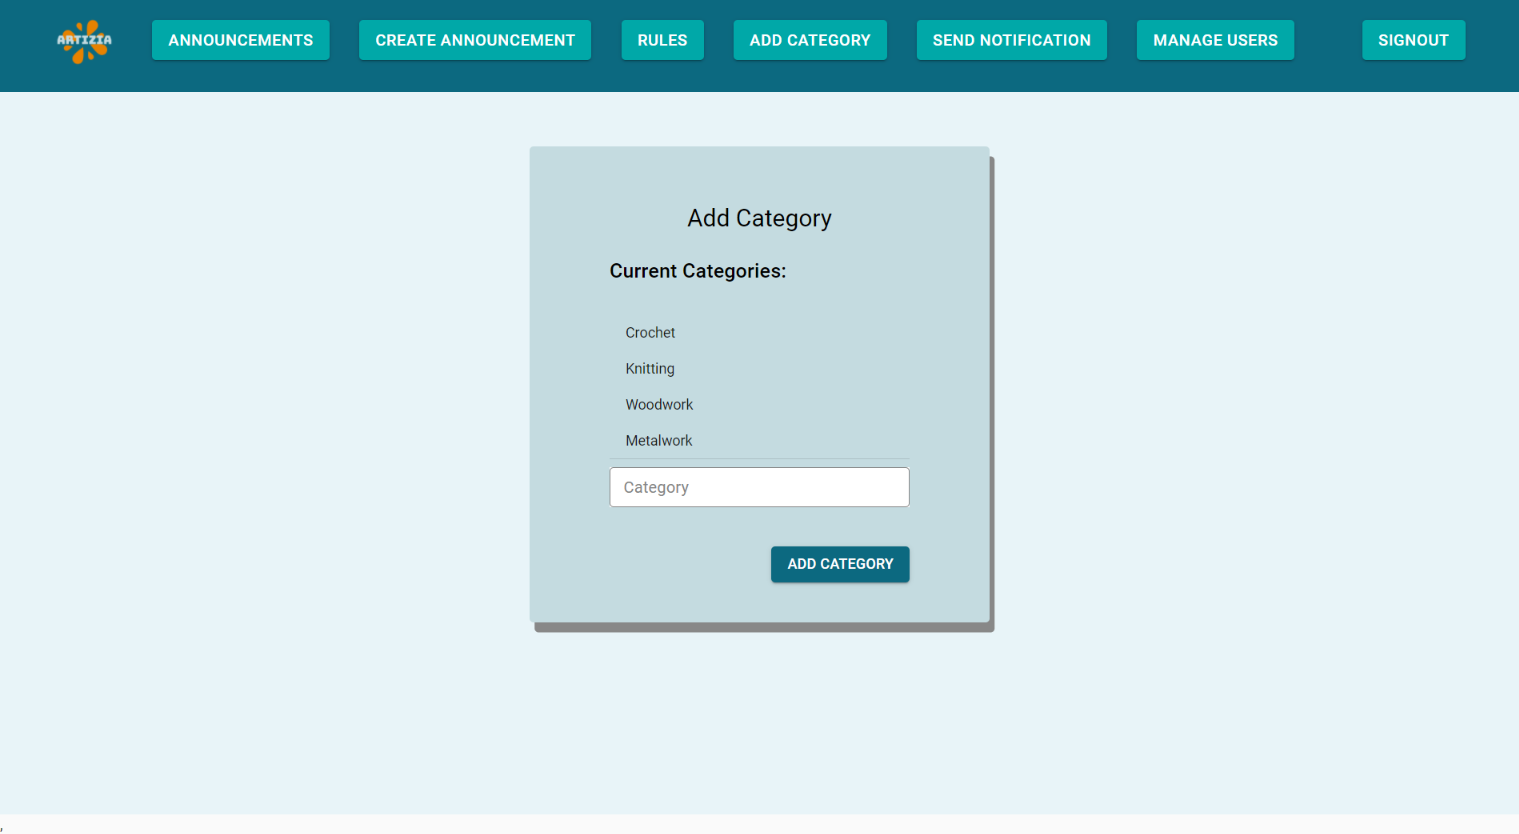 ARTIZIA
ANNOUNCEMENTS
CREATE ANNOUNCEMENT
RULES
ADD CATEGORY
SEND NOTIFICATION
MANAGE USERS
SIGNOUT
Add Category
Current Categories:
Crochet
Knitting
Woodwork
Metalwork
Category
ADD CATEGORY
,